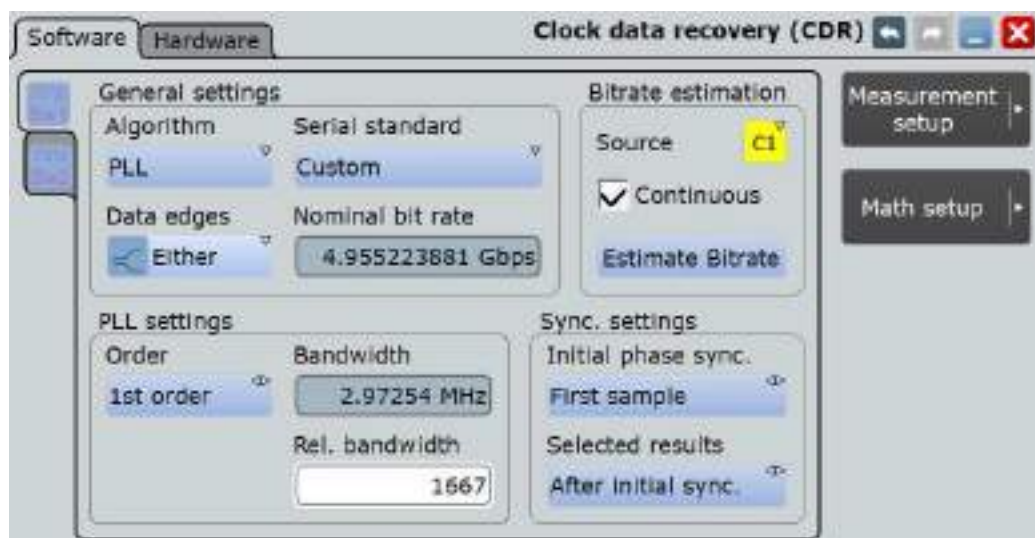 Software Hardware Clock data recovery (CDR)
General settings
Algorithm Serial standard
PLL Custom
Data edges Nominal bit rate
Either 4.955223881 Gbps
Bitrate estimation
Source C1
Continuous
Estimate Bitrate
PLL settings
Order Bandwidth
1st order 2.97254 MHz
Rel. bandwidth
1667
Sync. settings
Initial phase sync.
First sample
Selected results
After initial sync.
Measurement
setup
Math setup